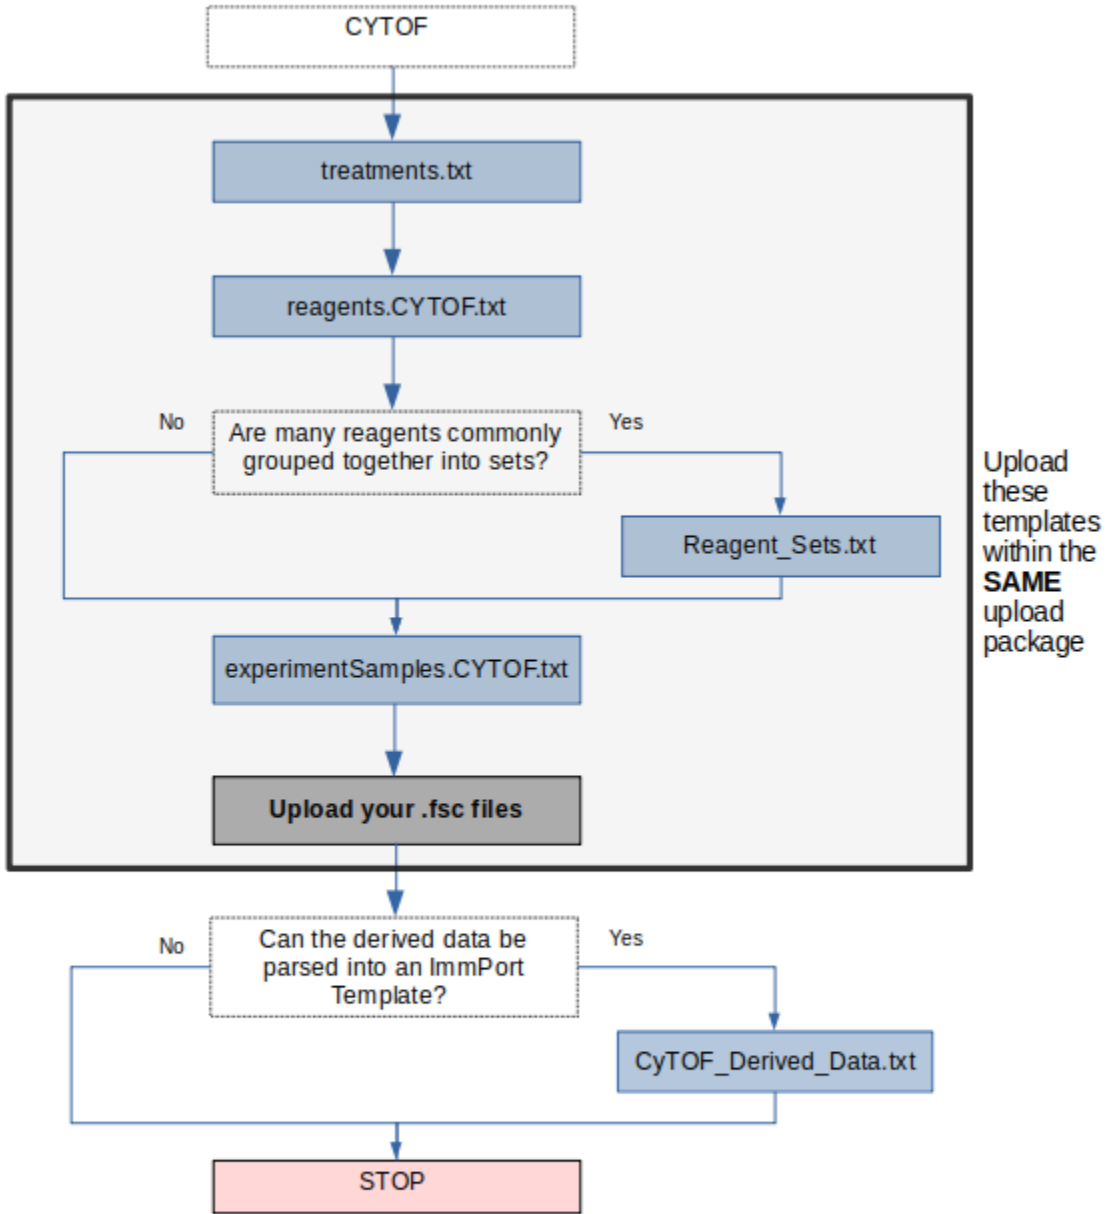 CYTOF
treatments.txt
reagents.CYTOF.txt
No
Are many reagents commonly
grouped together into sets?
Yes
Reagent_Sets.txt
Upload
these
templates
within the
SAME
upload
package
experimentSamples.CYTOF.txt
Upload your .fsc files
No
Can the derived data be
parsed into an ImmPort
Template?
Yes
CyTOF_Derived_Data.txt
STOP